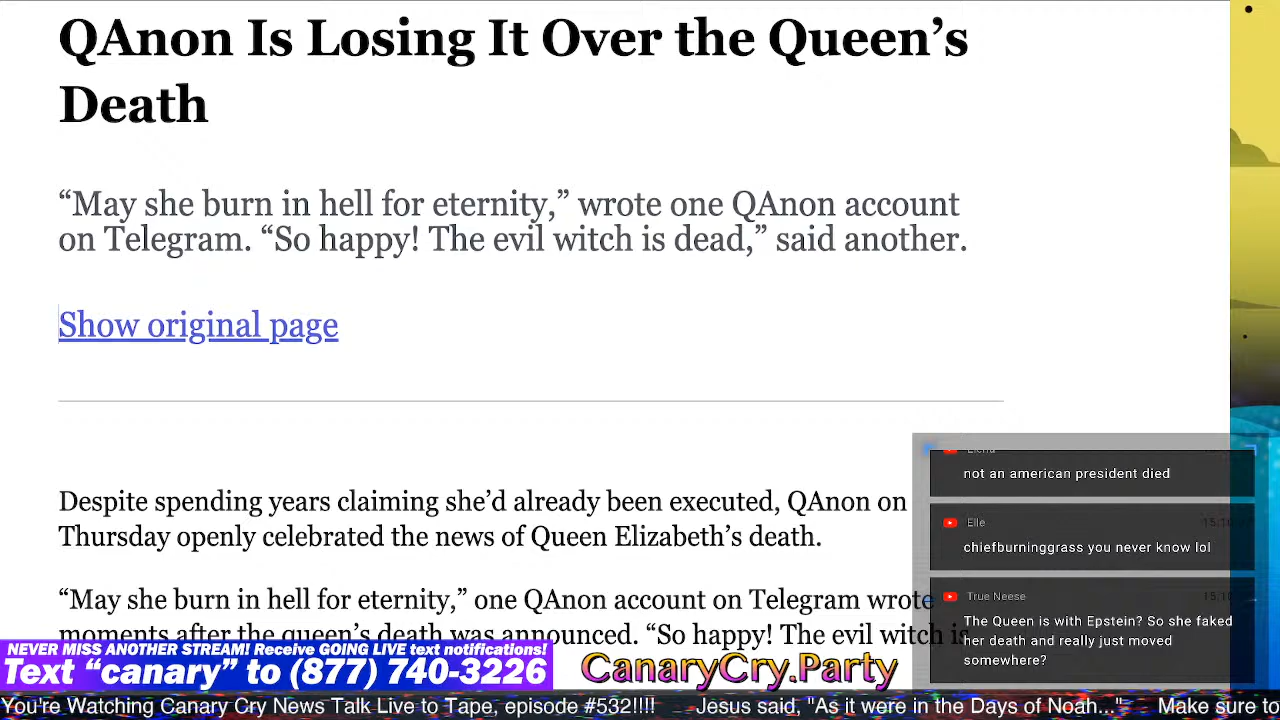 QAnon Is Losing It Over the Queen’s
Death
“May she burn in hell for eternity,” wrote one QAnon account
on Telegram. “So happy! The evil witch is dead,” said another.
Show original page
Despite spending years claiming she’d already been executed, QAnon on
Thursday openly celebrated the news of Queen Elizabeth’s death.
“May she burn in hell for eternity,” one QAnon account on Telegram wrote
moments after the queen’s death was announced. “So happy! The evil witch is
not an american president died
Elle
chiefburninggrass you never know lol
True Neese
The Queen is with Epstein? So she faked
her death and really just moved
somewhere?
NEVER MISS ANOTHER STREAM! Receive GOING LIVE text notifications!
Text “canary” to (877) 740-3226
CanaryCry.Party
You're Watching Canary Cry News Talk Live to Tape, episode #532!!!! Jesus said, "As it were in the Days of Noah..." Make sure to